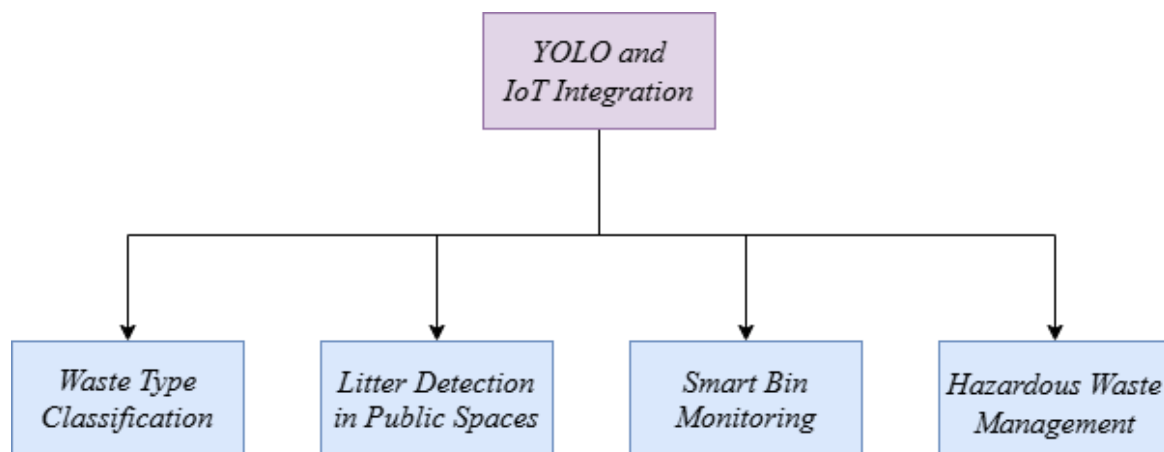 YOLO and
IoT Integration
Waste Type
Classification
Litter Detection
in Public Spaces
Smart Bin
Monitoring
Hazardous Waste
Management